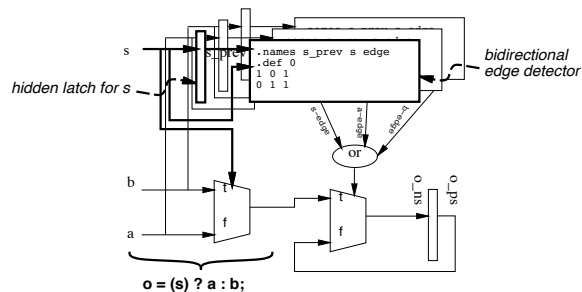 s
s_prev
.names s_prev s edge
.def 0
1 0 1
0 1 1
bidirectional
edge detector
hidden latch for s
s-edge
a-edge
b-edge
or
b
t
f
a
t
f
o_ns
o_ps
o = (s) ? a : b;